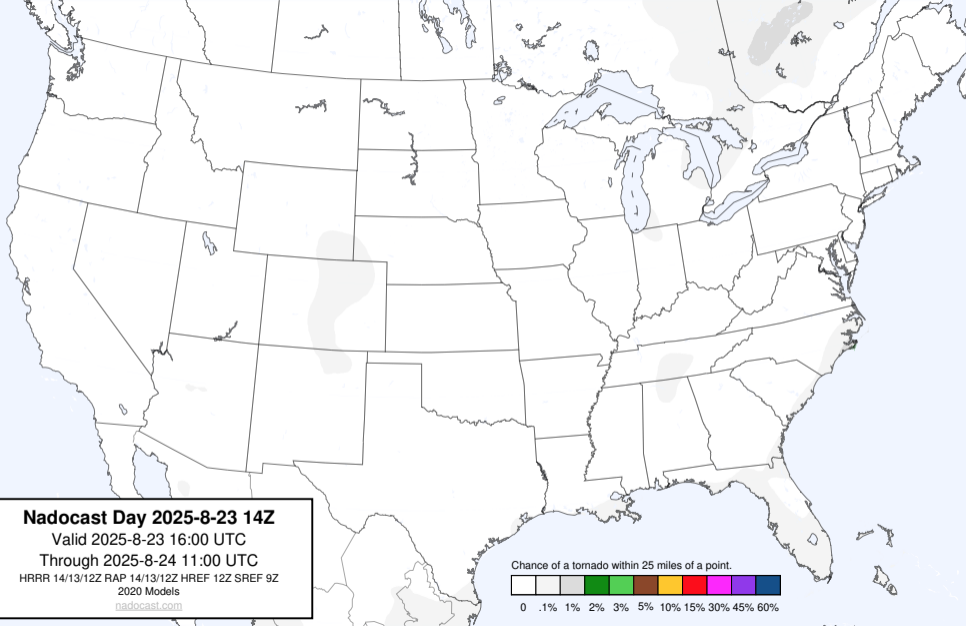 Nadocast Day 2025-8-23 14Z
Valid 2025-8-23 16:00 UTC
Through 2025-8-24 11:00 UTC
HRRR 14/13/12Z RAP 14/13/12Z HREF 12Z SREF 9Z
2020 Models
nadocast.com
Chance of a tornado within 25 miles of a point.
0 .1% 1% 2% 3% 5% 10% 15% 30% 45% 60%